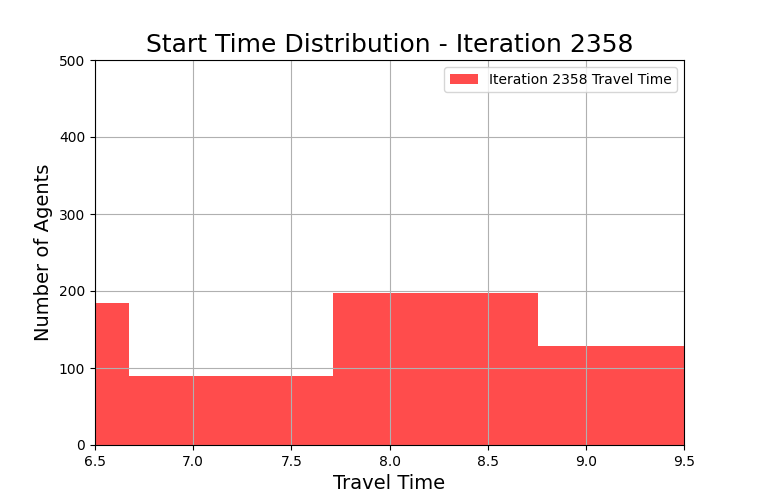 Start Time Distribution - Iteration 2358
Iteration 2358 Travel Time
500
400
300
200
100
0
Number of Agents
6.5 7.0 7.5 8.0 8.5 9.0 9.5
Travel Time